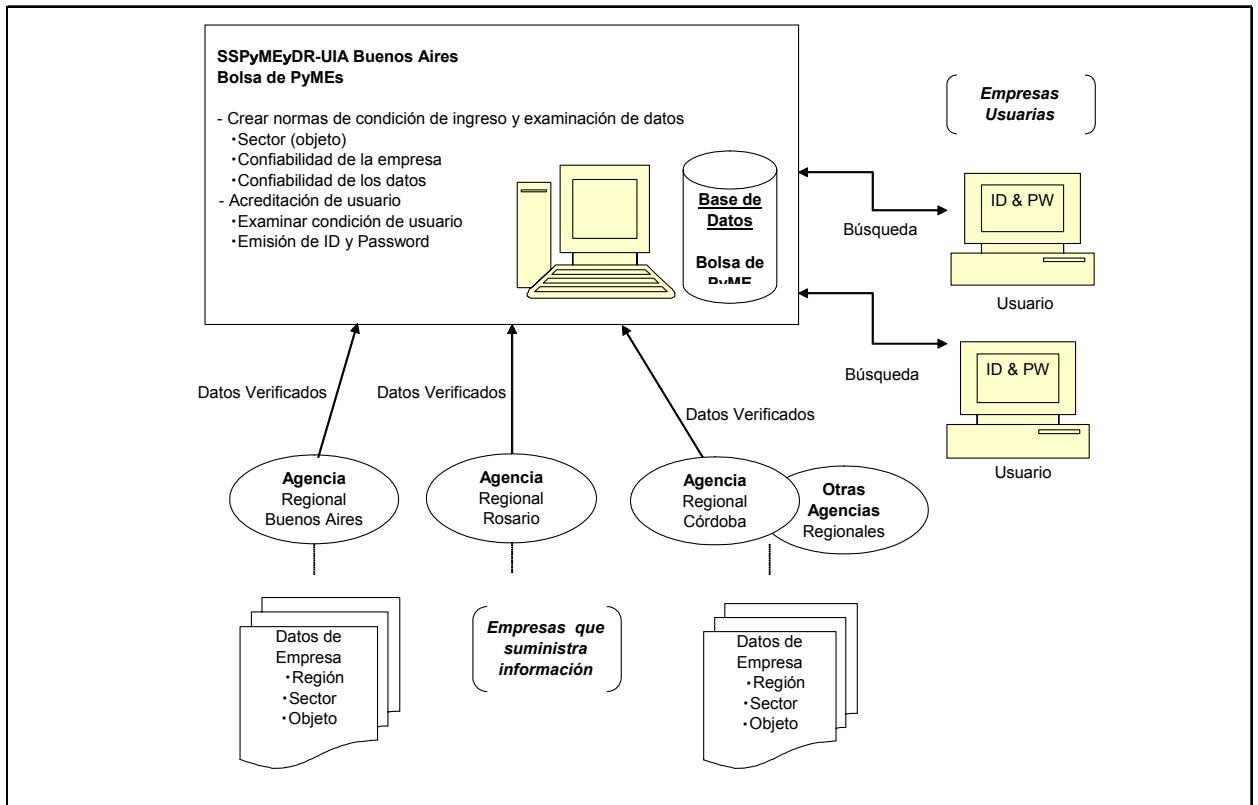 SSPyMEyDR-UIA Buenos Aires
Bolsa de PyMEs
- Crear normas de condición de ingreso y examinación de datos
・Sector (objeto)
・Confiabilidad de la empresa
・Confiabilidad de los datos
- Acreditación de usuario
・Examinar condición de usuario
・Emisión de ID y Password
Base de
Datos
Bolsa de
PyME
Empresas
Usuarias
ID & PW
Búsqueda
Usuario
ID & PW
Búsqueda
Usuario
Datos Verificados
Datos Verificados
Datos Verificados
Agencia
Regional
Buenos Aires
Agencia
Regional
Rosario
Agencia
Regional
Córdoba
Otras
Agencias
Regionales
Datos de
Empresa
・Región
・Sector
・Objeto
Empresas que
suministra
información
Datos de
Empresa
・Región
・Sector
・Objeto